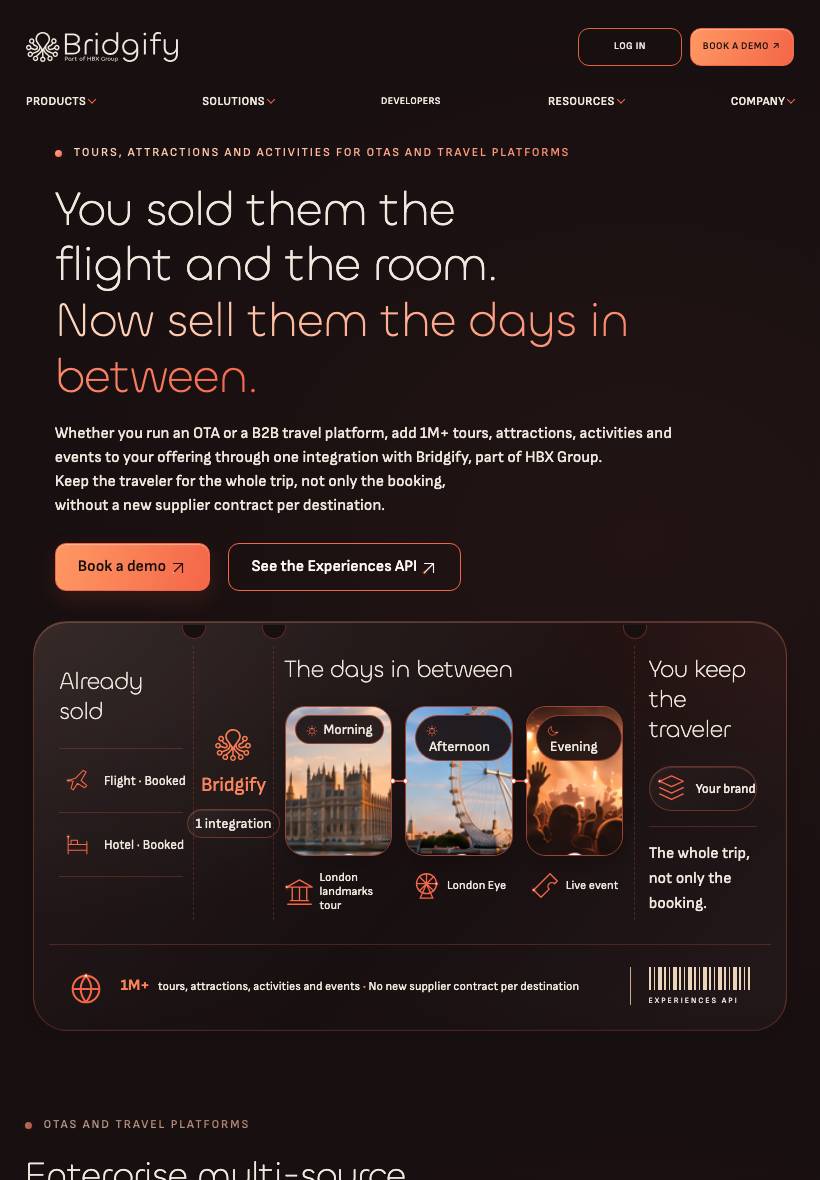 Bridgify
Part of HBX Group
LOG IN
BOOK A DEMO
PRODUCTS
SOLUTIONS
DEVELOPERS
RESOURCES
COMPANY
TOURS, ATTRACTIONS AND ACTIVITIES FOR OTAS AND TRAVEL PLATFORMS
You sold them the
flight and the room.
Now sell them the days in
between.
Whether you run an OTA or a B2B travel platform, add 1M+ tours, attractions, activities and
events to your offering through one integration with Bridgify, part of HBX Group.
Keep the traveler for the whole trip, not only the booking,
without a new supplier contract per destination.
Book a demo
See the Experiences API
Already
sold
Flight · Booked
Hotel · Booked
Bridgify
1 integration
The days in between
Morning
Afternoon
Evening
London
landmarks
tour
London Eye
Live event
You keep
the
traveler
Your brand
The whole trip,
not only the
booking.
1M+ tours, attractions, activities and events · No new supplier contract per destination
EXPERIENCES API
OTAS AND TRAVEL PLATFORMS
Enterprise multi-source